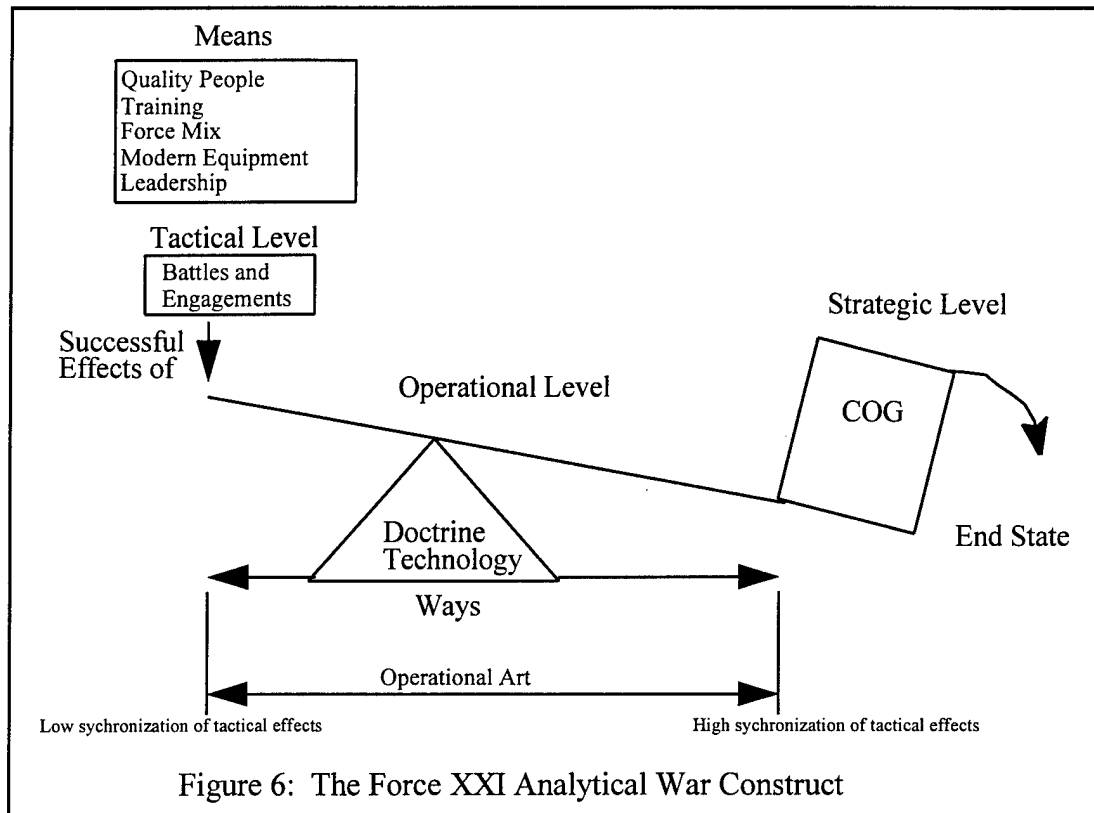 Means
Quality People
Training
Force Mix
Modern Equipment
Leadership
Tactical Level
Battles and
Engagements
Successful
Effects of
Operational Level
Strategic Level
COG
End State
Doctrine
Technology
Ways
Operational Art
Low sychronization of tactical effects
High sychronization of tactical effects
Figure 6: The Force XXI Analytical War Construct